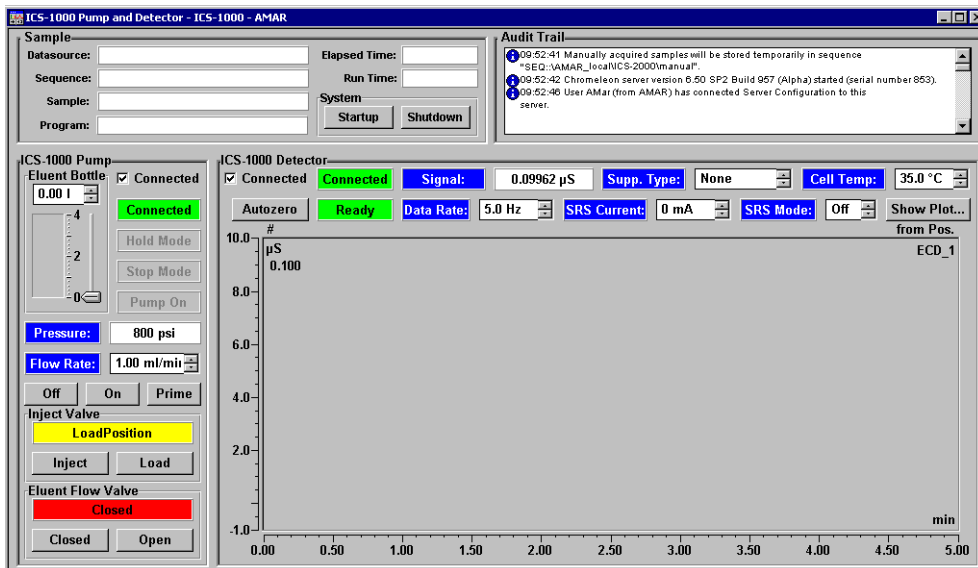 ICS-1000 Pump and Detector - ICS-1000 - AMAR
Sample
Datasource:
Sequence:
Sample:
Program:
Elapsed Time:
Run Time:
System
Startup
Shutdown
Audit Trail
09:52:41 Manually acquired samples will be stored temporarily in sequence
"SEQ::\AMAR_local\ICS-2000\manual".
09:52:42 Chromeleon server version 6.50 SP2 Build 957 (Alpha) started (serial number 853).
09:52:46 User AMar (from AMAR) has connected Server Configuration to this
server.
ICS-1000 Pump
Eluent Bottle
0.00 l
Connected
Connected
4
2
0
Hold Mode
Stop Mode
Pump On
Pressure:
800 psi
Flow Rate:
1.00 ml/min
Off
On
Prime
Inject Valve
LoadPosition
Inject
Load
Eluent Flow Valve
Closed
Closed
Open
ICS-1000 Detector
Connected
Connected
Signal:
0.09962 µS
Supp. Type:
None
Cell Temp:
35.0 °C
Autozero
Ready
Data Rate:
5.0 Hz
SRS Current:
0 mA
SRS Mode:
Off
Show Plot...
#
from Pos.
10.0
µS
ECD_1
0.100
8.0
6.0
4.0
2.0
-1.0
min
0.00 0.50 1.00 1.50 2.00 2.50 3.00 3.50 4.00 4.50 5.00